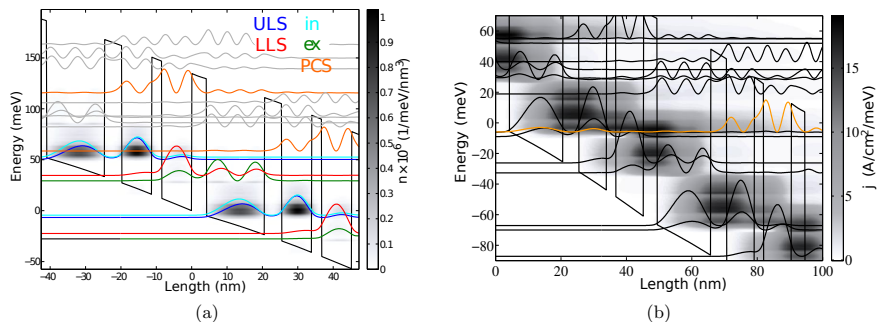 (a)
ULS in
LLS ex
PCS
Energy (meV)
150
100
50
0
−50
−40 −30 −20 −10 0 10 20 30 40
Length (nm)
n×10⁶ (1/meV/nm³)
1
0.9
0.8
0.7
0.6
0.5
0.4
0.3
0.2
0.1
0
(a)
(b)
Energy (meV)
60
40
20
0
−20
−40
−60
−80
0 20 40 60 80 100
Length (nm)
j (A/cm²/meV)
15
10
5
0
(b)